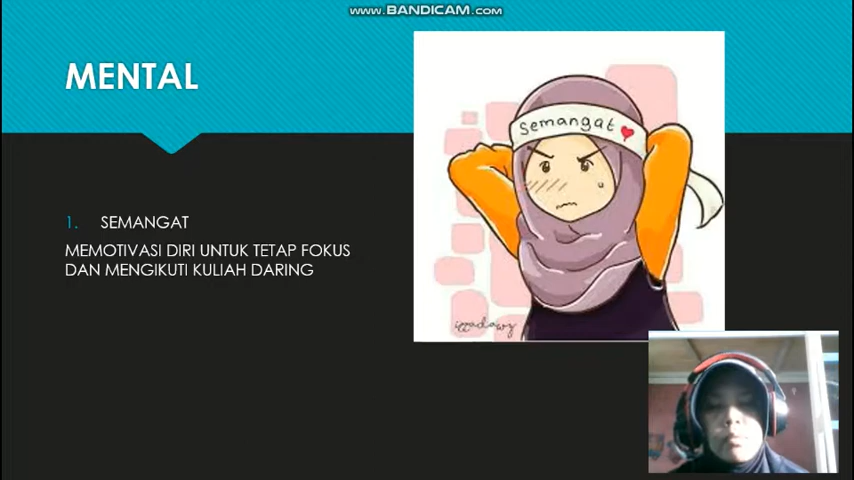 www.BANDICAM.com
MENTAL
Semangat
1. SEMANGAT
MEMOTIVASI DIRI UNTUK TETAP FOKUS
DAN MENGIKUTI KULIAH DARING